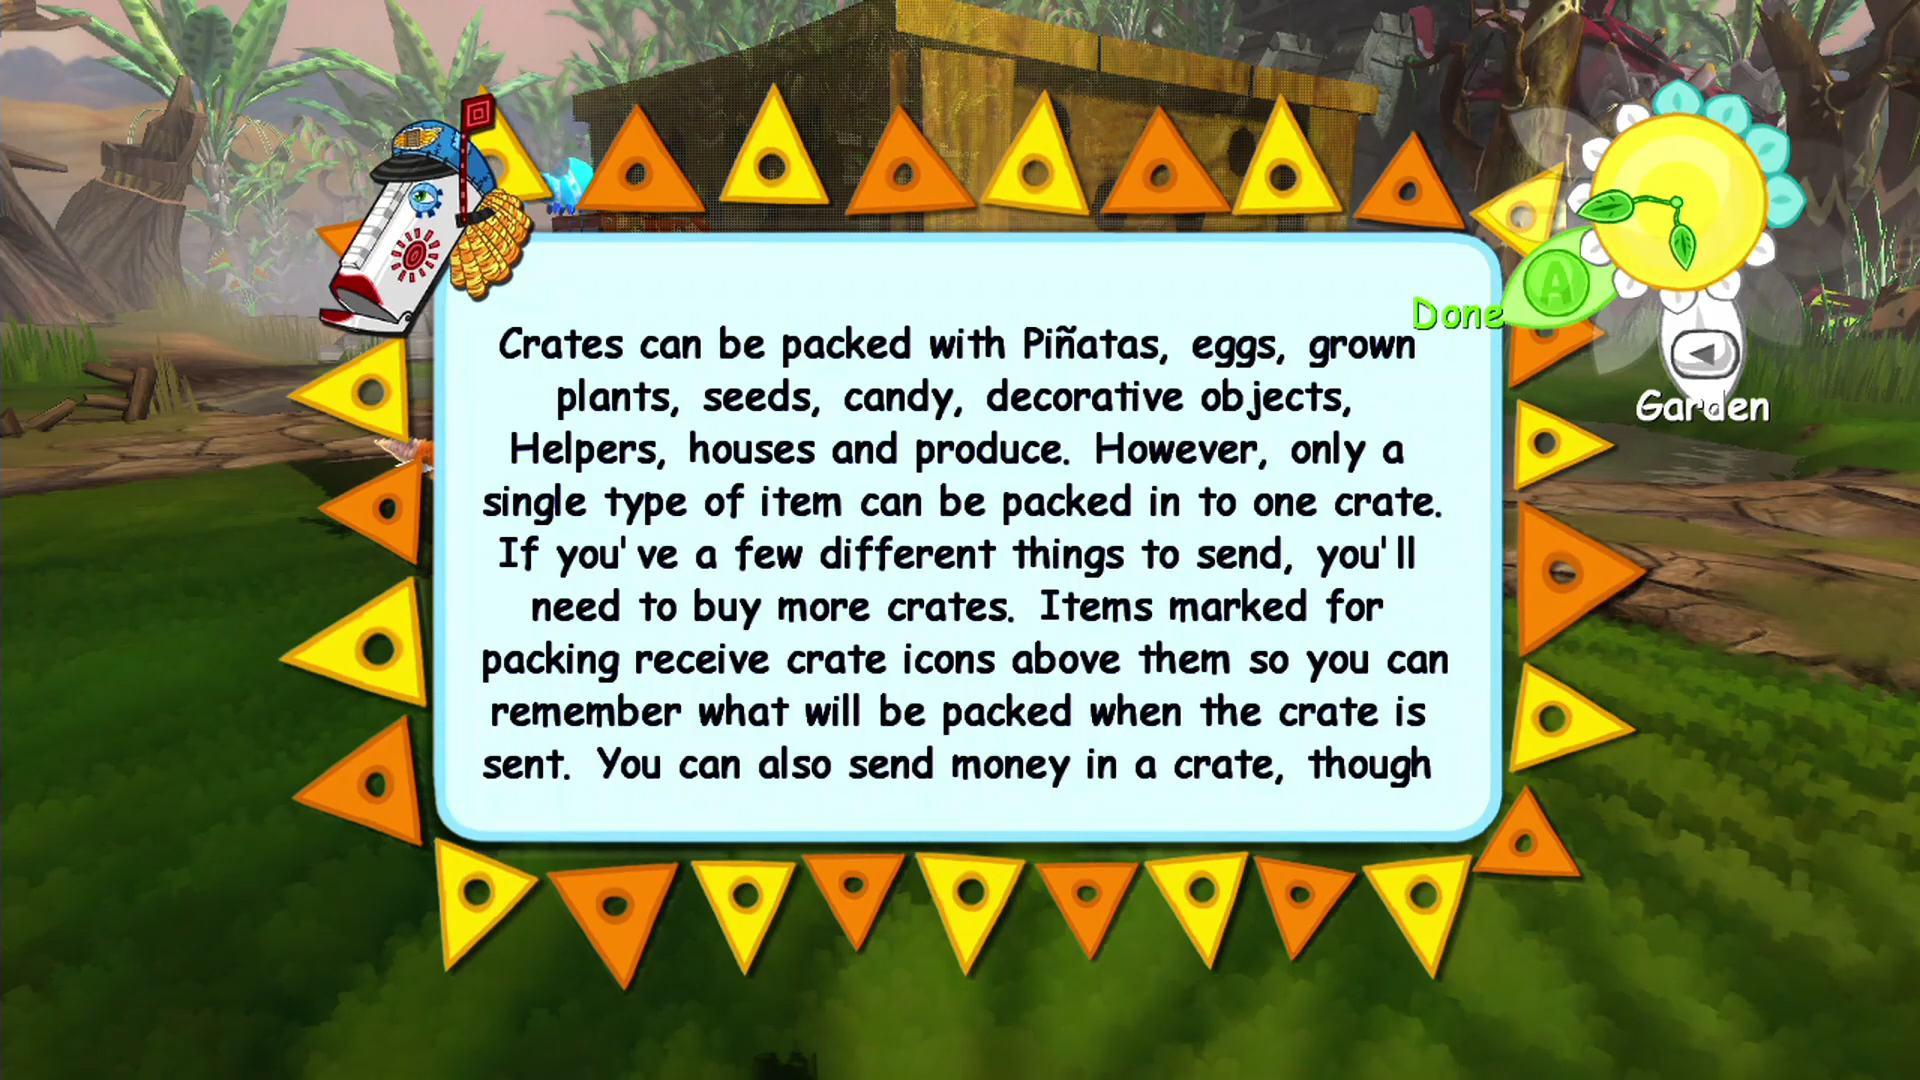 Crates can be packed with Piñatas, eggs, grown
plants, seeds, candy, decorative objects,
Helpers, houses and produce. However, only a
single type of item can be packed in to one crate.
If you've a few different things to send, you'll
need to buy more crates. Items marked for
packing receive crate icons above them so you can
remember what will be packed when the crate is
sent. You can also send money in a crate, though
Done
A
Garden